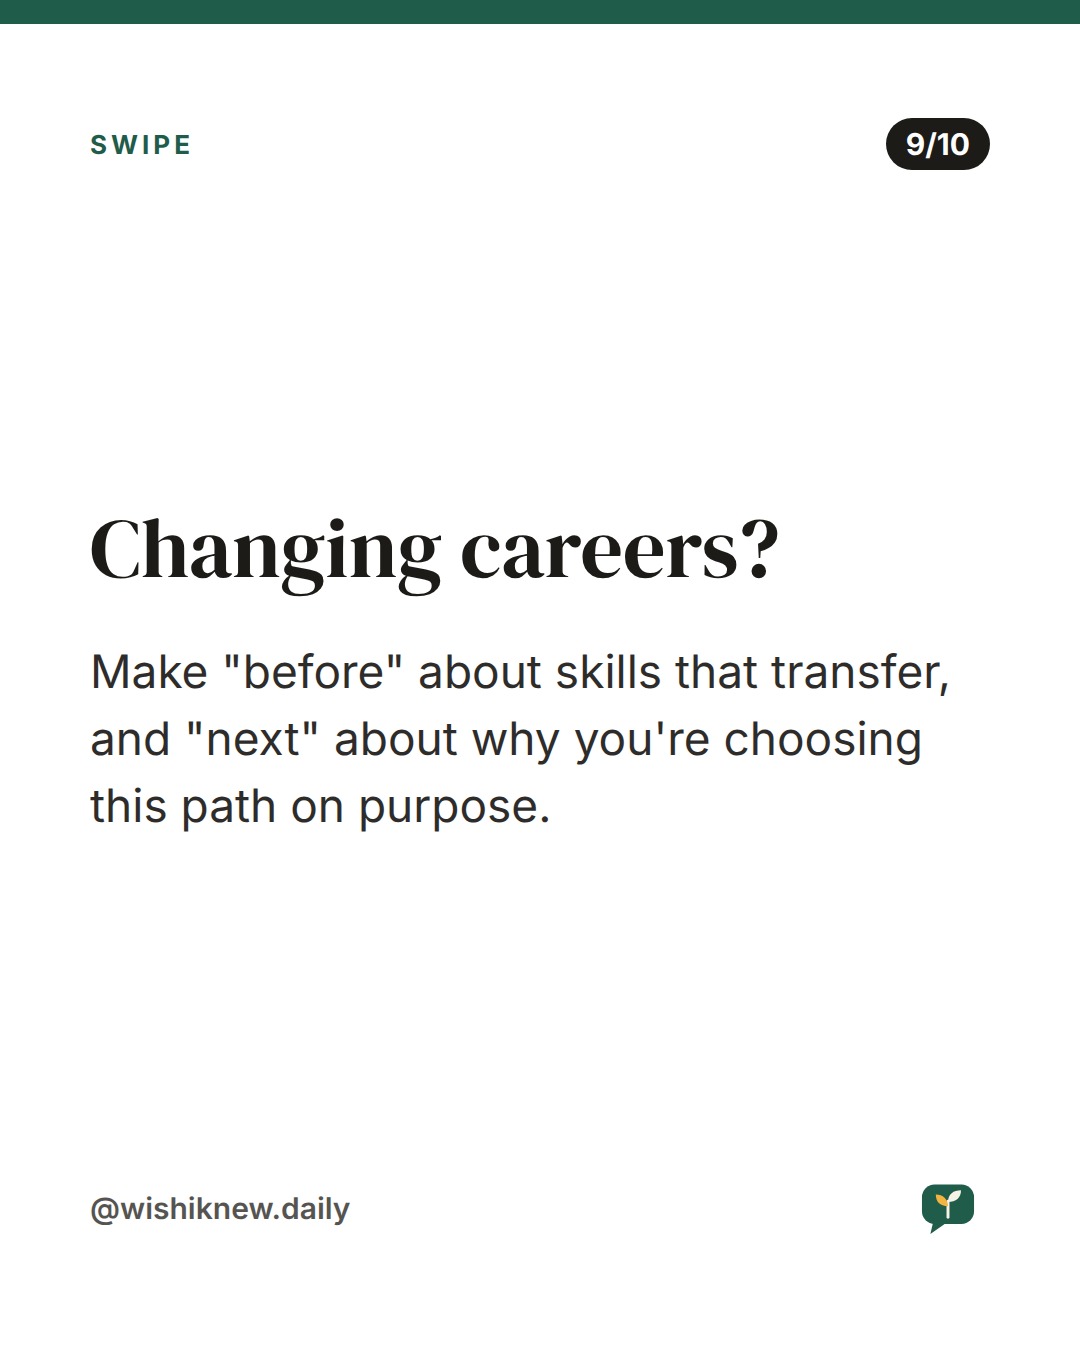 SWIPE
9/10
Changing careers?
Make "before" about skills that transfer,
and "next" about why you're choosing
this path on purpose.
@wishiknew.daily